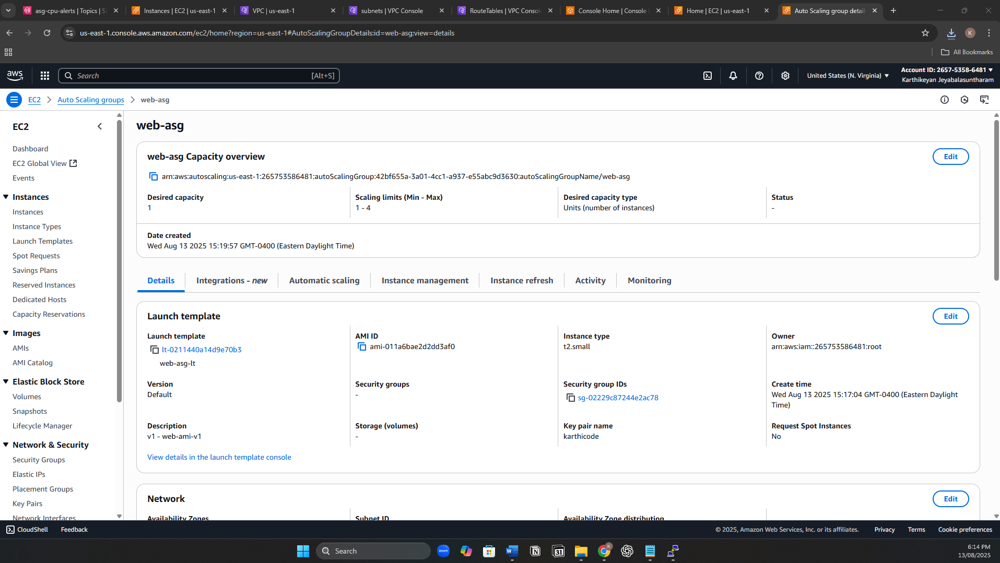 asg-cpu-alerts | Topics | Si
Instances | EC2 | us-east-1
VPC | us-east-1
subnets | VPC Console
RouteTables | VPC Consol
Console Home | Console
Home | EC2 | us-east-1
Auto Scaling group detail
us-east-1.console.aws.amazon.com/ec2/home?region=us-east-1#AutoScalingGroupDetails:id=web-asg;view=details
K
All Bookmarks
aws
Search
[Alt+S]
United States (N. Virginia)
Account ID: 2657-5358-6481
Karthikeyan Jeyabalasuntharam
EC2
Auto Scaling groups
web-asg
EC2
Dashboard
EC2 Global View
Events
Instances
Instances
Instance Types
Launch Templates
Spot Requests
Savings Plans
Reserved Instances
Dedicated Hosts
Capacity Reservations
Images
AMIs
AMI Catalog
Elastic Block Store
Volumes
Snapshots
Lifecycle Manager
Network & Security
Security Groups
Elastic IPs
Placement Groups
Key Pairs
Network Interfaces
web-asg
web-asg Capacity overview
Edit
arn:aws:autoscaling:us-east-1:265753586481:autoScalingGroup:42bf655a-3a01-4cc1-a937-e55abc9d3630:autoScalingGroupName/web-asg
Desired capacity
1
Scaling limits (Min - Max)
1 - 4
Desired capacity type
Units (number of instances)
Status
-
Date created
Wed Aug 13 2025 15:19:57 GMT-0400 (Eastern Daylight Time)
Details
Integrations - new
Automatic scaling
Instance management
Instance refresh
Activity
Monitoring
Launch template
Edit
Launch template
lt-0211440a14d9e70b3
web-asg-lt
AMI ID
ami-011a6bae2d2dd3af0
Instance type
t2.small
Owner
arn:aws:iam::265753586481:root
Version
Default
Security groups
-
Security group IDs
sg-02229c87244e2ac78
Create time
Wed Aug 13 2025 15:17:04 GMT-0400 (Eastern Daylight
Time)
Description
v1 - web-ami-v1
Storage (volumes)
-
Key pair name
karthicode
Request Spot Instances
No
View details in the launch template console
Network
Edit
Availability Zones
Subnet ID
Availability Zone distribution
CloudShell
Feedback
© 2025, Amazon Web Services, Inc. or its affiliates.
Privacy
Terms
Cookie preferences
Search
zoom
W
N
31
K
6:14 PM
13/08/2025